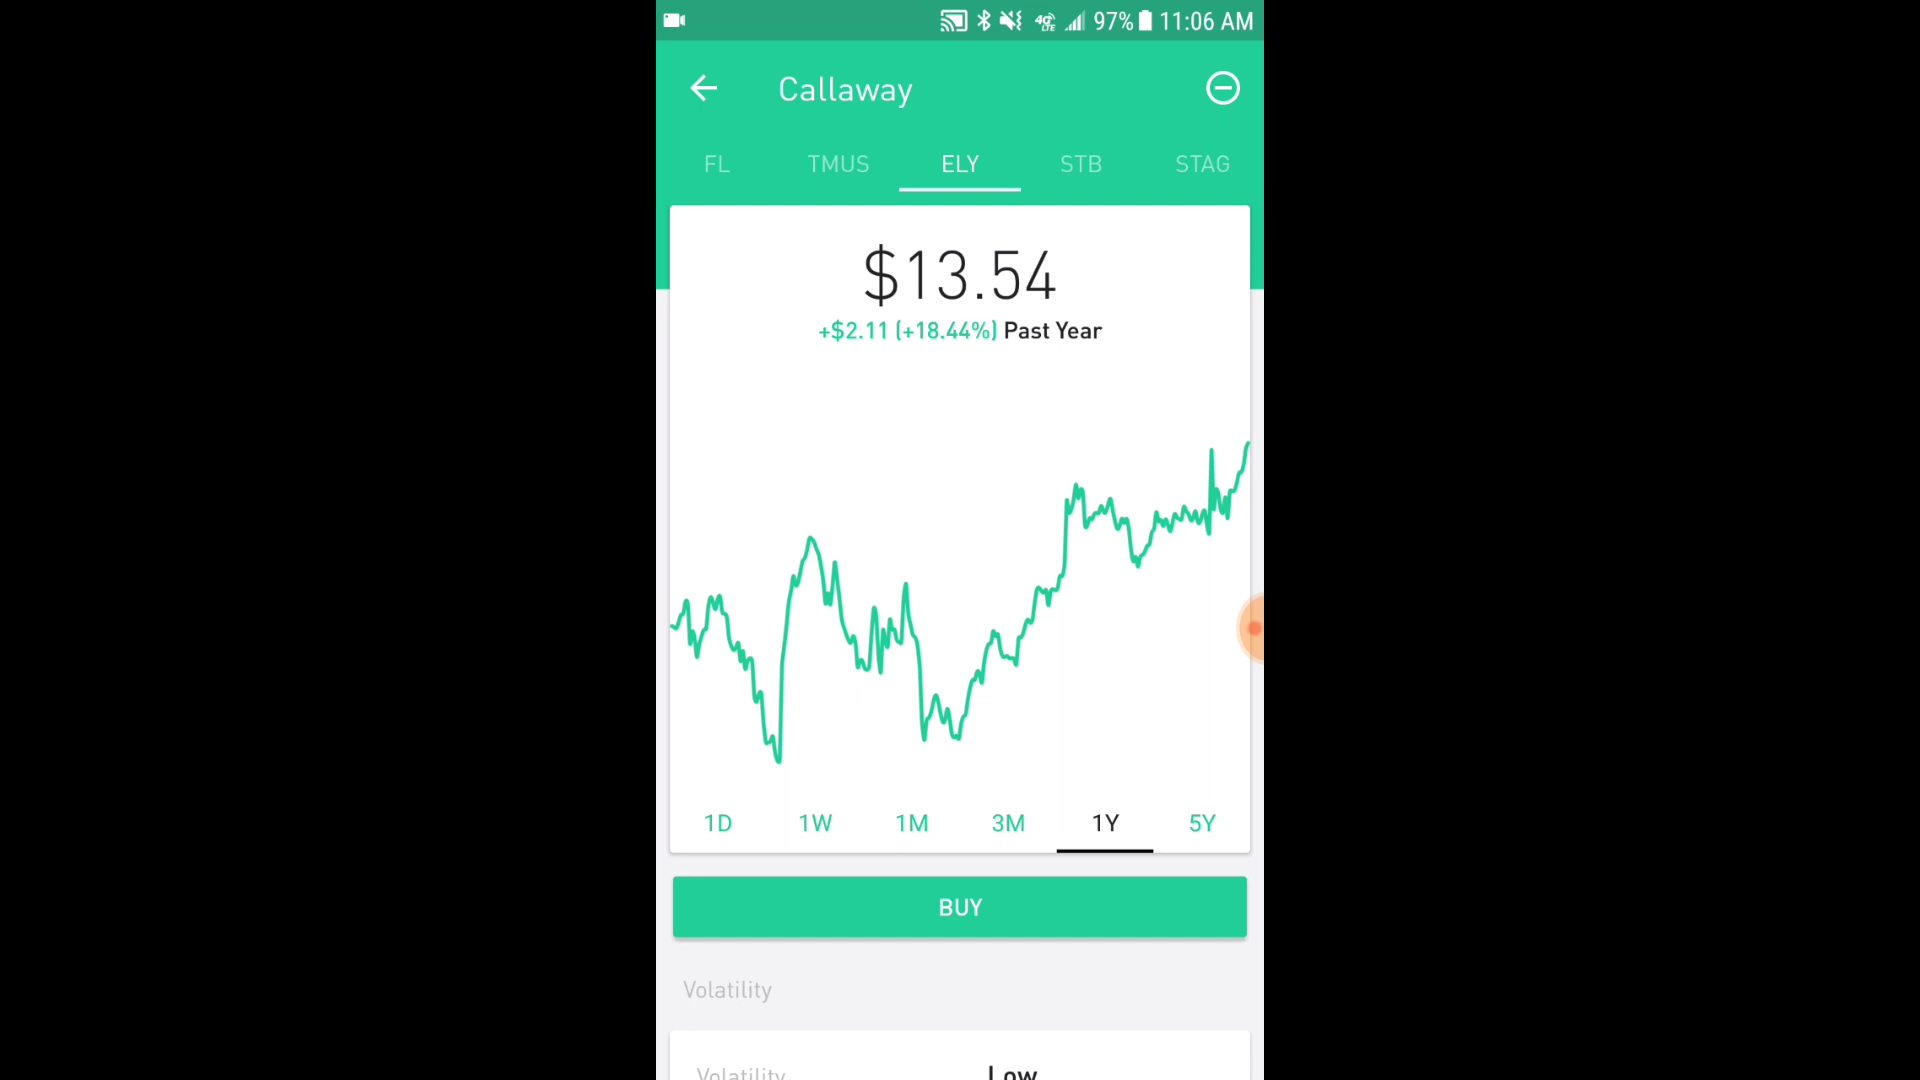 97% 11:06 AM
Callaway
FL TMUS ELY STB STAG
$13.54
+$2.11 (+18.44%) Past Year
1D 1W 1M 3M 1Y 5Y
BUY
Volatility
Volatility Low